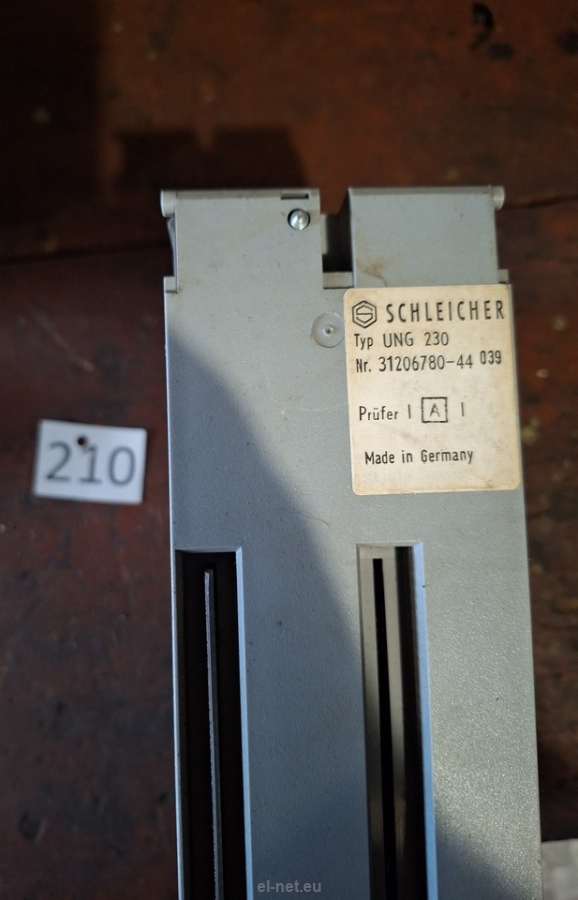 SCHLEICHER
Typ UNG 230
Nr. 31206780-44 039
Prüfer | A |
Made in Germany
210
el-net.eu